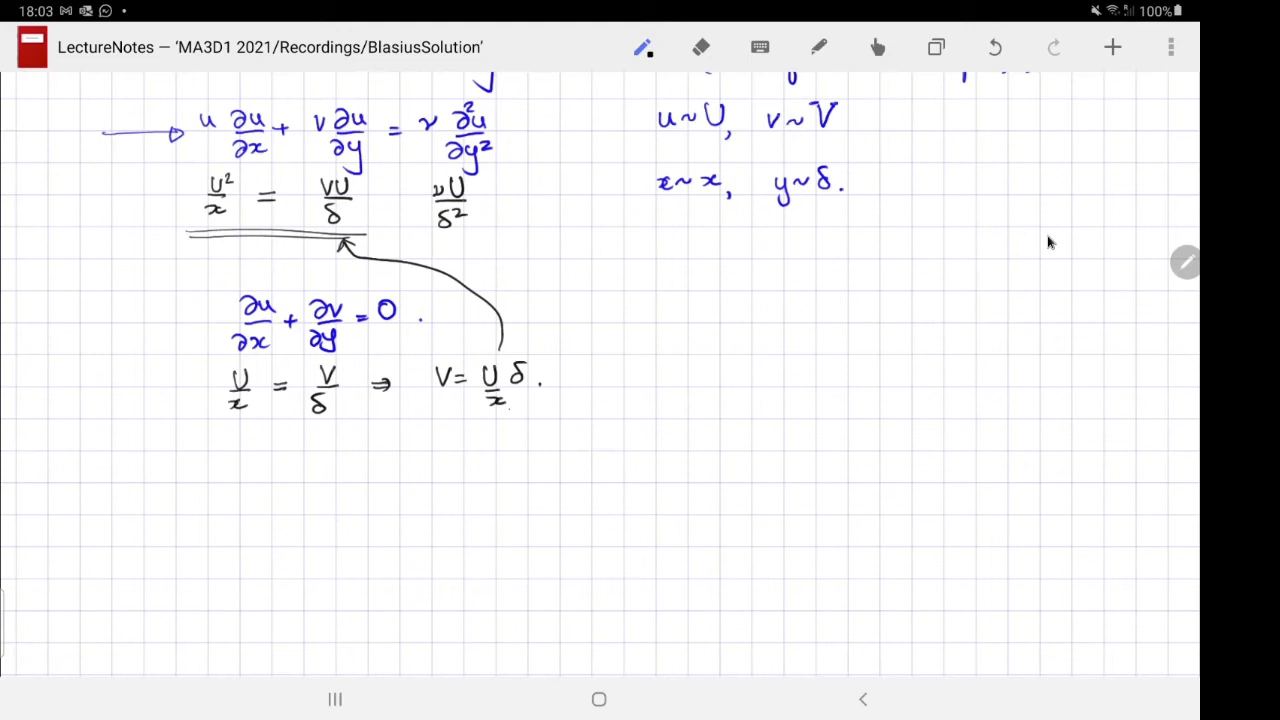 18:03 100%
LectureNotes — ‘MA3D1 2021/Recordings/BlasiusSolution’
u ∂u/∂x + v ∂u/∂y = ν ∂²u/∂y²
u ~ U, v ~ V
U²/x = VU/δ νU/δ²
x ~ x, y ~ δ.
∂u/∂x + ∂v/∂y = 0 .
U/x = V/δ ⇒ V = U/x δ .